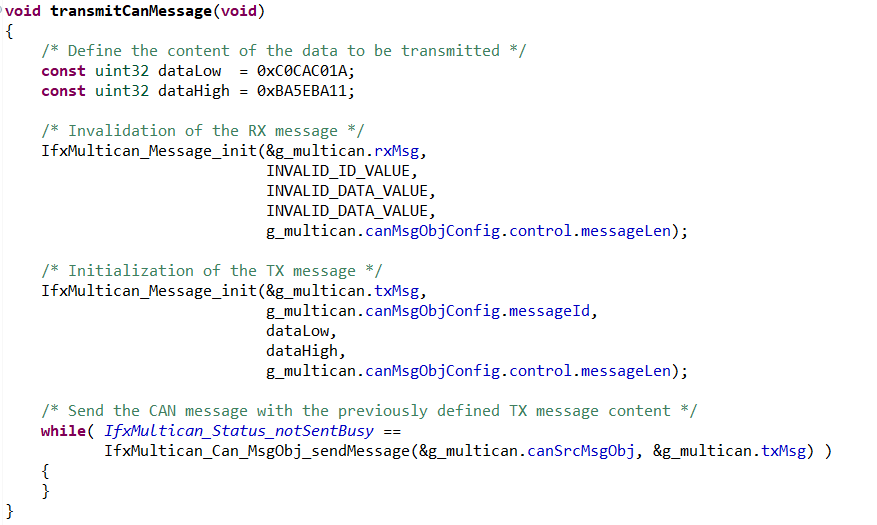 void transmitCanMessage(void)
{
    /* Define the content of the data to be transmitted */
    const uint32 dataLow  = 0xC0CAC01A;
    const uint32 dataHigh = 0xBA5EBA11;

    /* Invalidation of the RX message */
    IfxMultican_Message_init(&g_multican.rxMsg,
                             INVALID_ID_VALUE,
                             INVALID_DATA_VALUE,
                             INVALID_DATA_VALUE,
                             g_multican.canMsgObjConfig.control.messageLen);

    /* Initialization of the TX message */
    IfxMultican_Message_init(&g_multican.txMsg,
                             g_multican.canMsgObjConfig.messageId,
                             dataLow,
                             dataHigh,
                             g_multican.canMsgObjConfig.control.messageLen);

    /* Send the CAN message with the previously defined TX message content */
    while( IfxMultican_Status_notSentBusy ==
           IfxMultican_Can_MsgObj_sendMessage(&g_multican.canSrcMsgObj, &g_multican.txMsg) )
    {
    }
}